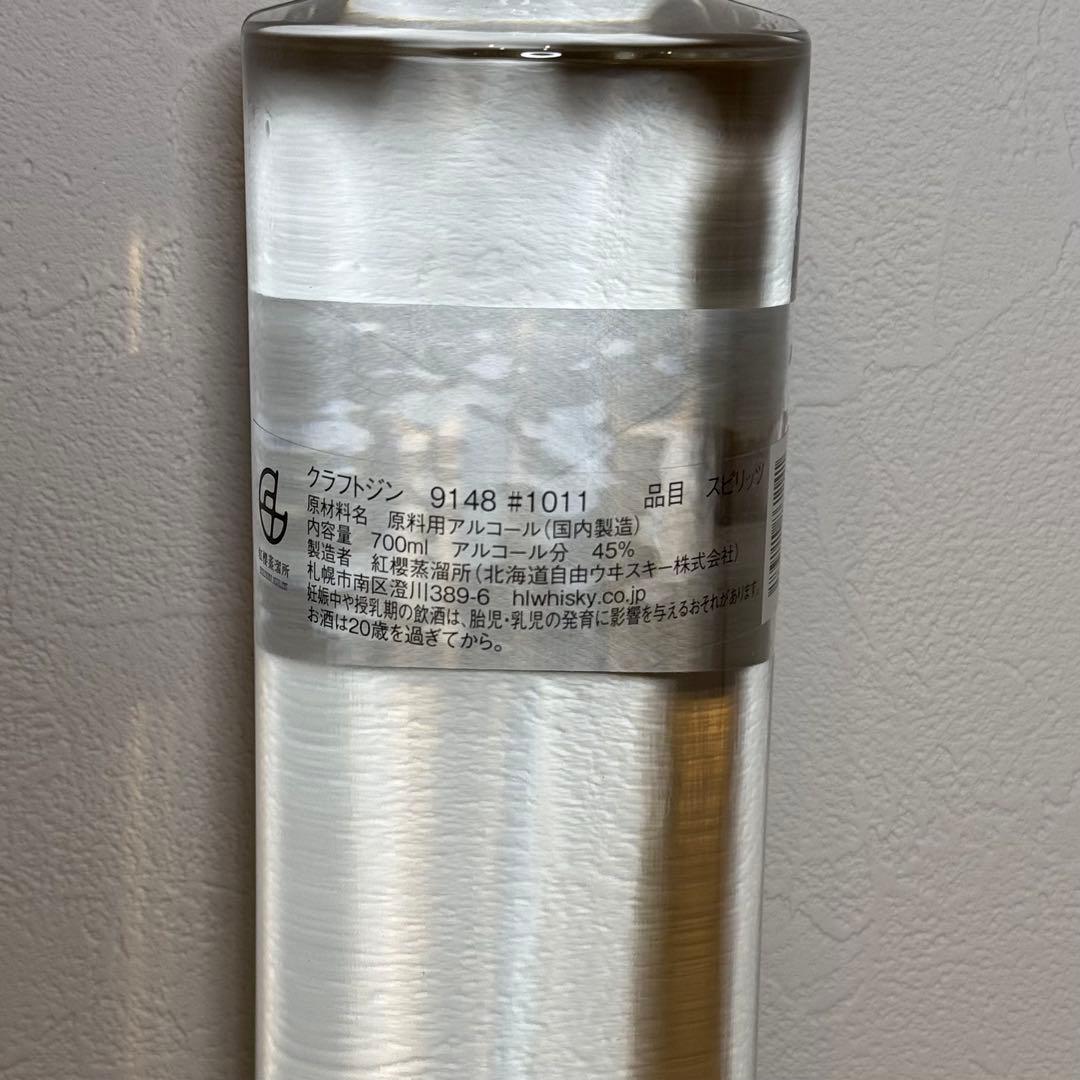 クラフトジン 9148 #1011 品目 スピリッツ
原材料名 原料用アルコール(国内製造)
内容量 700ml アルコール分 45%
製造者 紅櫻蒸溜所(北海道自由ウヰスキー株式会社)
札幌市南区澄川389-6 hlwhisky.co.jp
妊娠中や授乳期の飲酒は、胎児・乳児の発育に影響を与えるおそれがあります。
お酒は20歳を過ぎてから。
紅櫻蒸溜所